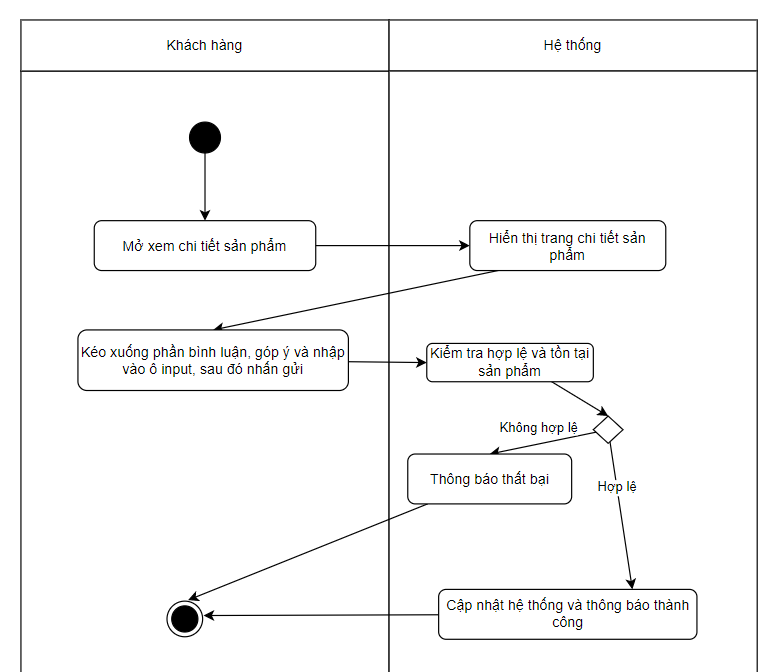 Khách hàng
Hệ thống
Mở xem chi tiết sản phẩm
Hiển thị trang chi tiết sản
phẩm
Kéo xuống phần bình luận, góp ý và nhập
vào ô input, sau đó nhấn gửi
Kiểm tra hợp lệ và tồn tại
sản phẩm
Không hợp lệ
Thông báo thất bại
Hợp lệ
Cập nhật hệ thống và thông báo thành
công